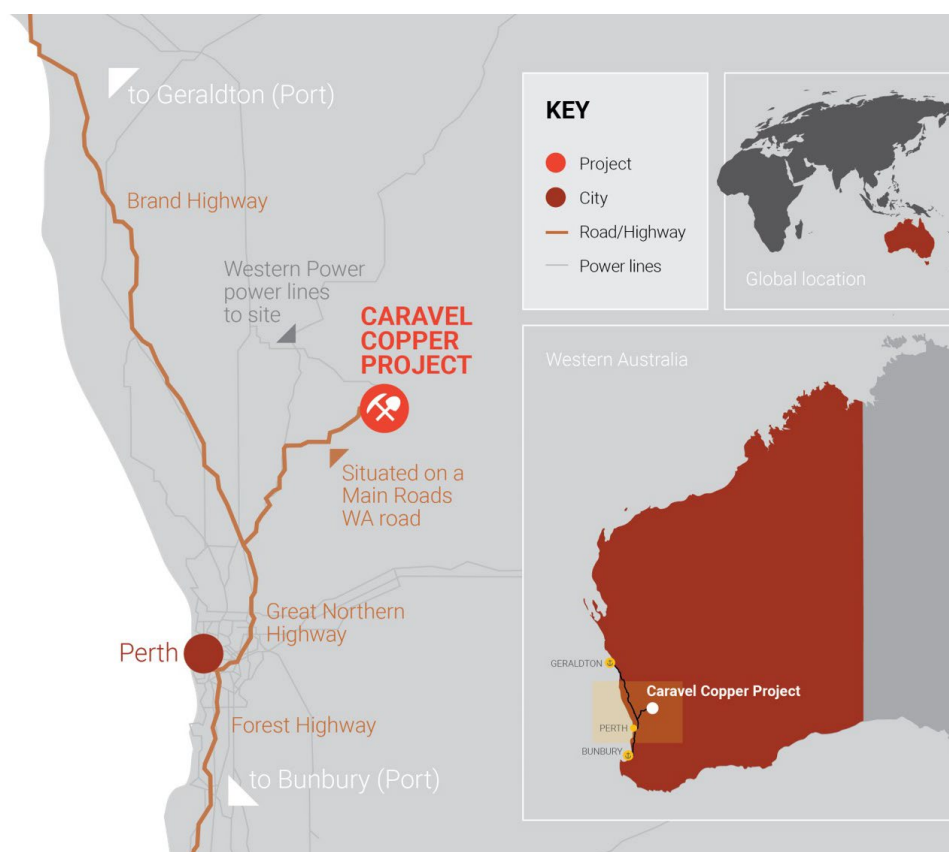 to Geraldton (Port)
Brand Highway
Western Power
power lines
to site
CARAVEL
COPPER
PROJECT
Situated on a
Main Roads
WA road
Great Northern
Highway
Perth
Forest Highway
to Bunbury (Port)
KEY
Project
City
Road/Highway
Power lines
Global location
Western Australia
GERALDTON
Caravel Copper Project
PERTH
BUNBURY